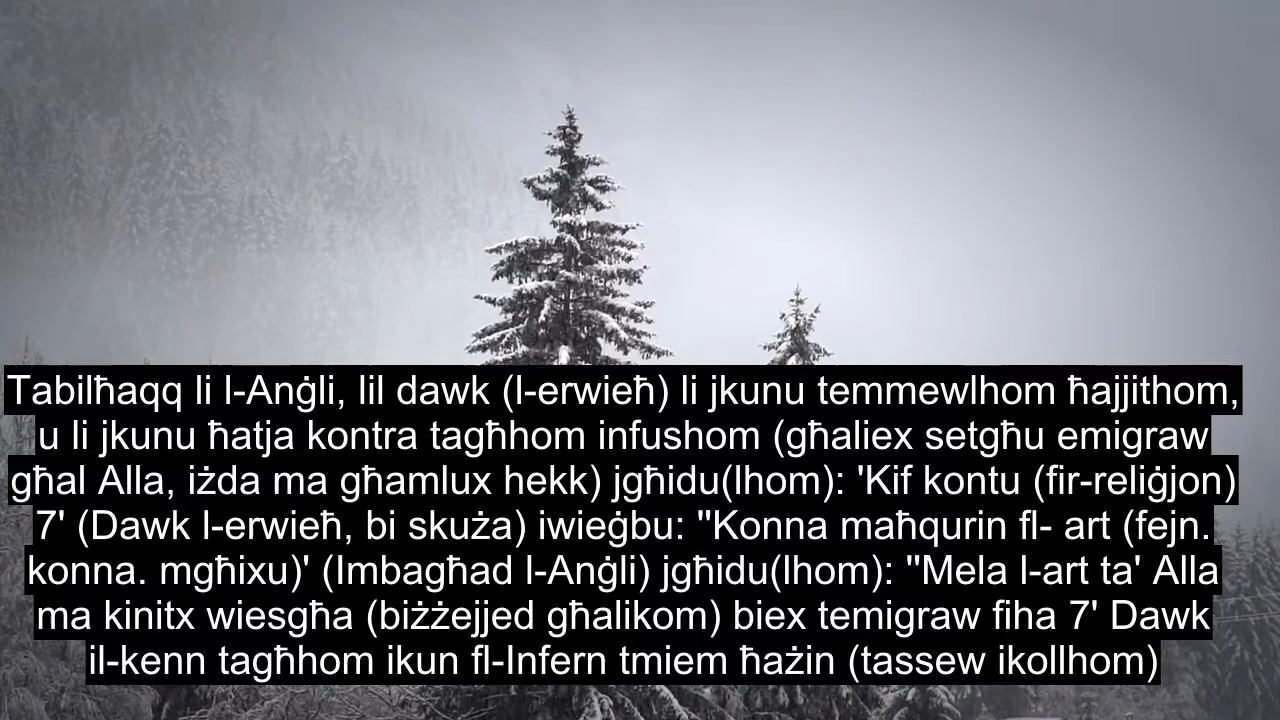 Tabilħaqq li l-Anġli, lil dawk (l-erwieħ) li jkunu temmewlhom ħajjithom,
u li jkunu ħatja kontra tagħhom infushom (għaliex setgħu emigraw
għal Alla, iżda ma għamlux hekk) jgħidu(lhom): 'Kif kontu (fir-reliġjon)
7' (Dawk l-erwieħ, bi skuża) iwieġbu: "Konna maħqurin fl- art (fejn.
konna. mgħixu)' (Imbagħad l-Anġli) jgħidu(lhom): "Mela l-art ta' Alla
ma kinitx wiesgħa (biżżejjed għalikom) biex temigraw fiha 7' Dawk
il-kenn tagħhom ikun fl-Infern tmiem ħażin (tassew ikollhom)